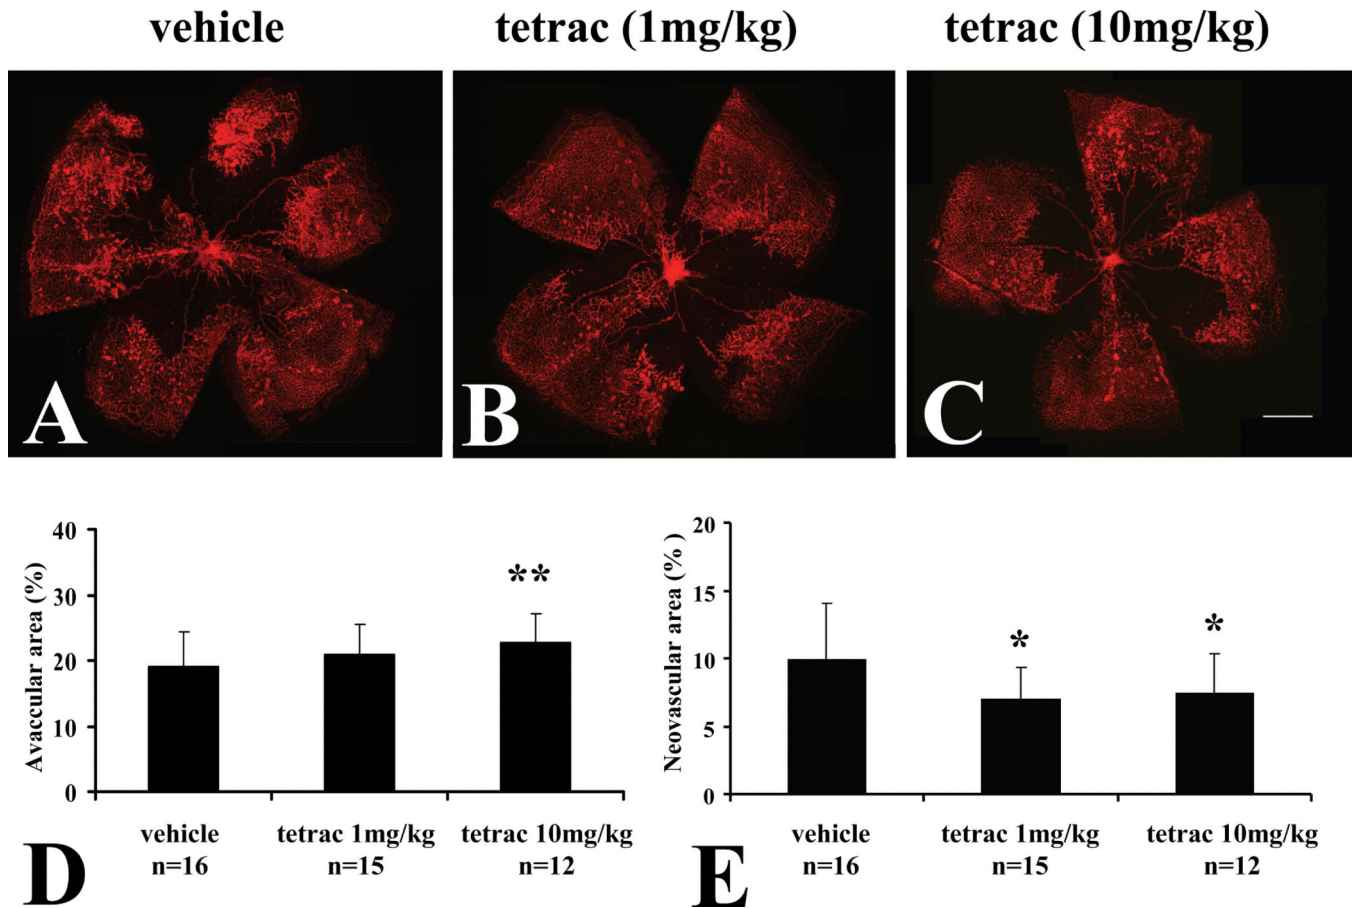 vehicle
tetrac (1mg/kg)
tetrac (10mg/kg)
A
B
C
Avaccular area (%)
40
30
20
10
0
**
vehicle
n=16
tetrac 1mg/kg
n=15
tetrac 10mg/kg
n=12
D
Neovascular area (% )
20
15
10
5
0
*
*
vehicle
n=16
tetrac 1mg/kg
n=15
tetrac 10mg/kg
n=12
E